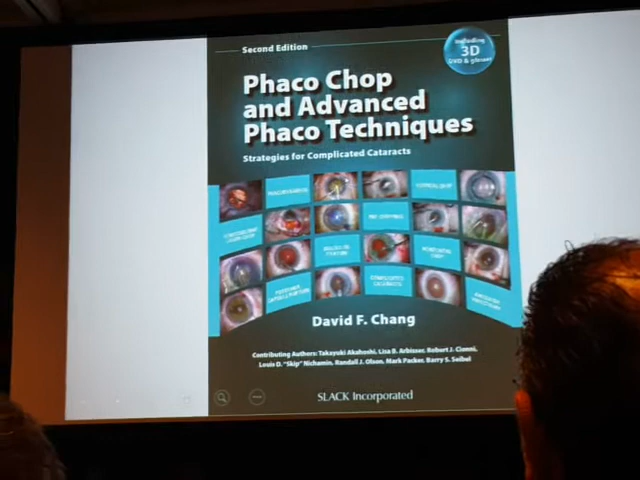 Second Edition
Including
3D
DVD & glasses
Phaco Chop
and Advanced
Phaco Techniques
Strategies for Complicated Cataracts
David F. Chang
Contributing Authors: Takayuki Akahoshi, Lisa B. Arbisser, Robert J. Cionni,
Louis D. "Skip" Nichamin, Randall J. Olson, Mark Packer, Barry S. Seibel
SLACK Incorporated